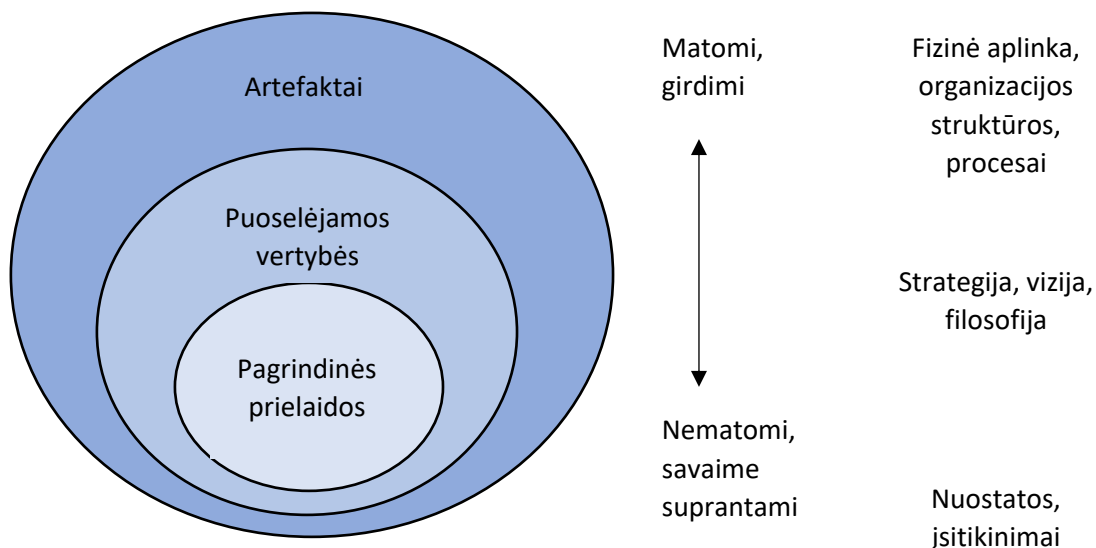 Artefaktai
Puoselėjamos
vertybės
Pagrindinės
prielaidos
Matomi,
girdimi
Nematomi,
savaime
suprantami
Fizinė aplinka,
organizacijos
struktūros,
procesai
Strategija, vizija,
filosofija
Nuostatos,
įsitikinimai